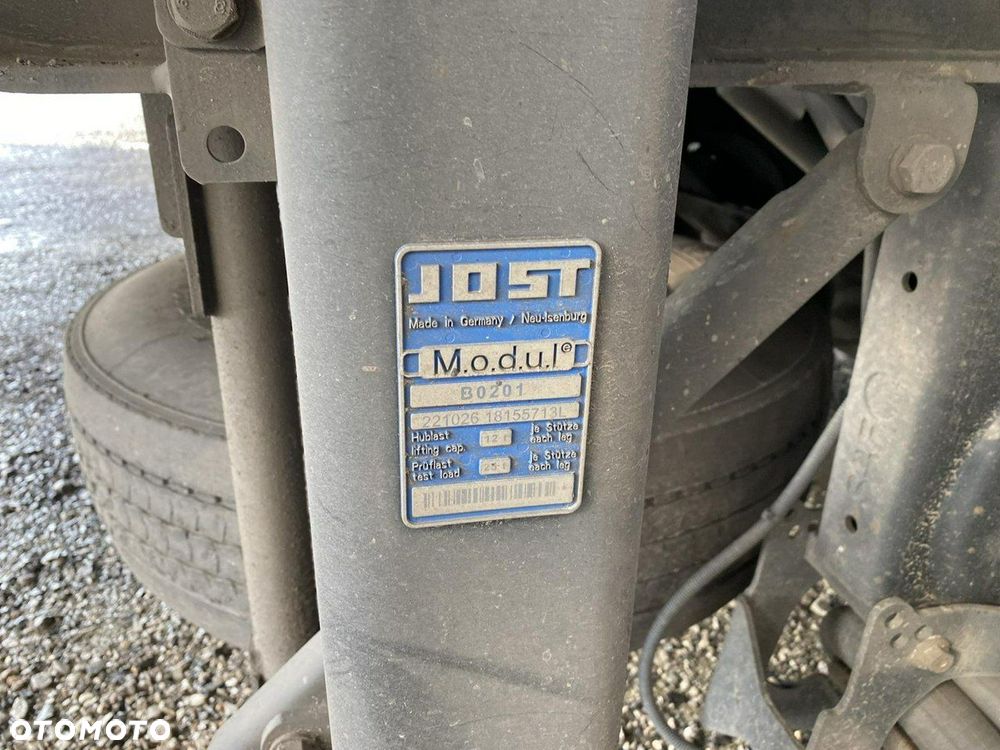 JOST
Made in Germany / Neu-Isenburg
M.o.d.u.l e
B0201
221026 18155713L
Hublast 12 t je Stütze
lifting cap. each leg
Prüflast je Stütze
test load each leg
OTOMOTO